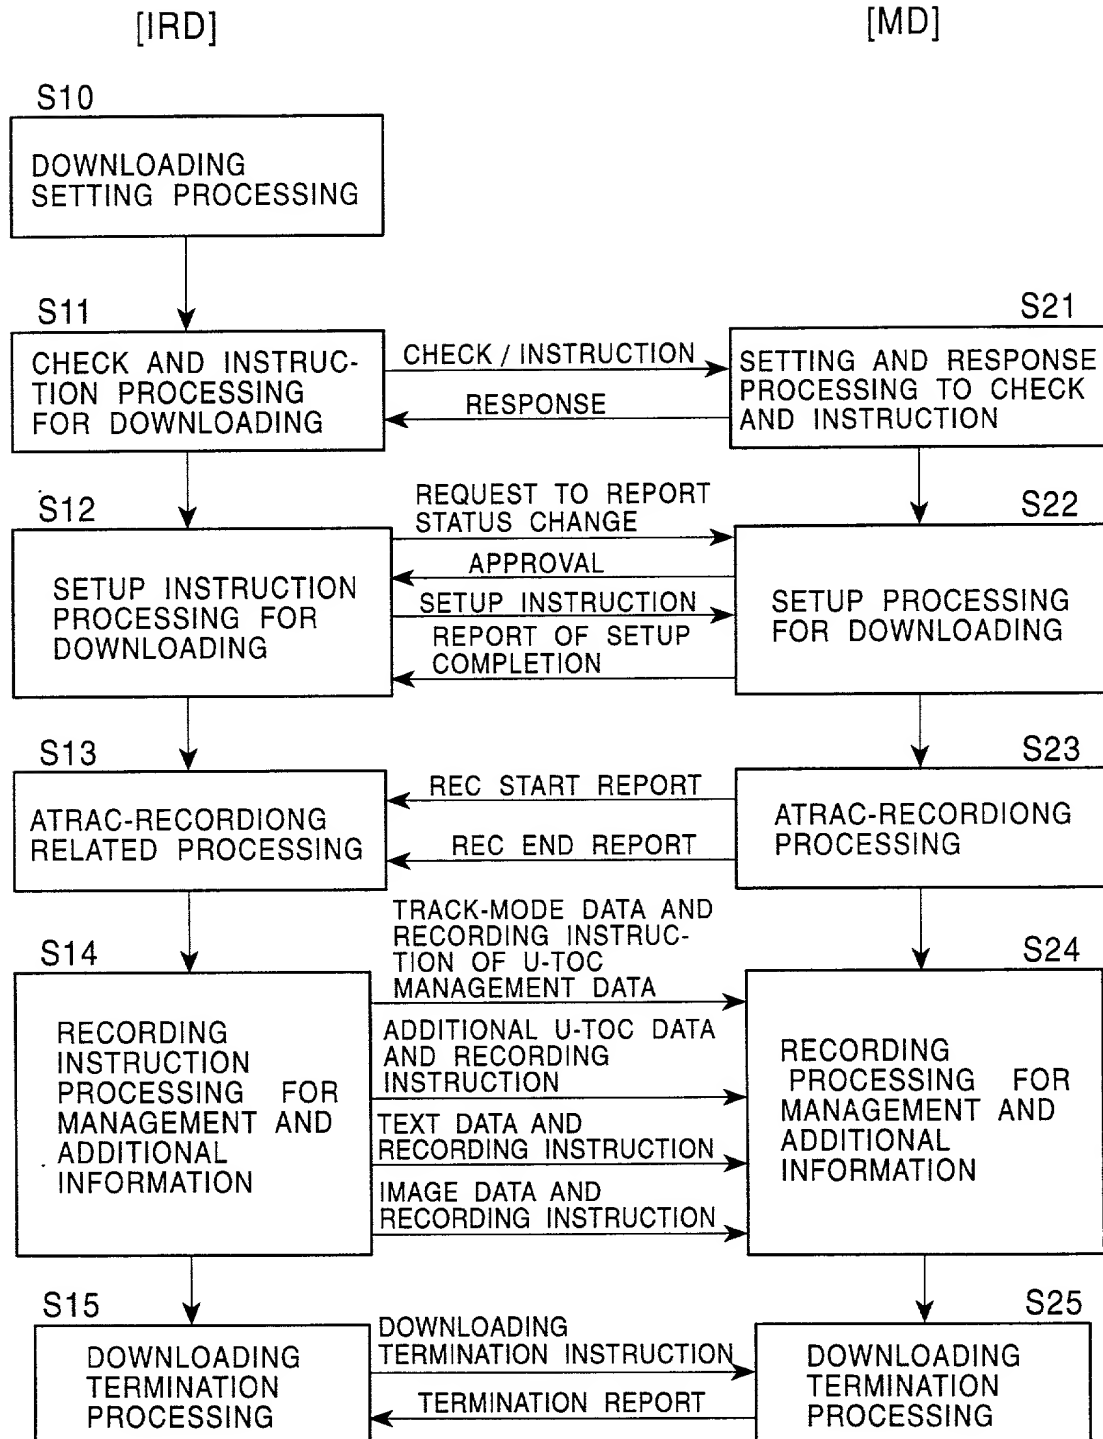 [IRD]
[MD]
S10
DOWNLOADING
SETTING PROCESSING
S11
CHECK AND INSTRUC-
TION PROCESSING
FOR DOWNLOADING
CHECK / INSTRUCTION
RESPONSE
S21
SETTING AND RESPONSE
PROCESSING TO CHECK
AND INSTRUCTION
S12
SETUP INSTRUCTION
PROCESSING FOR
DOWNLOADING
REQUEST TO REPORT
STATUS CHANGE
APPROVAL
SETUP INSTRUCTION
REPORT OF SETUP
COMPLETION
S22
SETUP PROCESSING
FOR DOWNLOADING
S13
ATRAC-RECORDIONG
RELATED PROCESSING
REC START REPORT
REC END REPORT
S23
ATRAC-RECORDIONG
PROCESSING
S14
RECORDING
INSTRUCTION
PROCESSING FOR
MANAGEMENT AND
ADDITIONAL
INFORMATION
TRACK-MODE DATA AND
RECORDING INSTRUC-
TION OF U-TOC
MANAGEMENT DATA
ADDITIONAL U-TOC DATA
AND RECORDING
INSTRUCTION
TEXT DATA AND
RECORDING INSTRUCTION
IMAGE DATA AND
RECORDING INSTRUCTION
S24
RECORDING
PROCESSING FOR
MANAGEMENT AND
ADDITIONAL
INFORMATION
S15
DOWNLOADING
TERMINATION
PROCESSING
DOWNLOADING
TERMINATION INSTRUCTION
TERMINATION REPORT
S25
DOWNLOADING
TERMINATION
PROCESSING